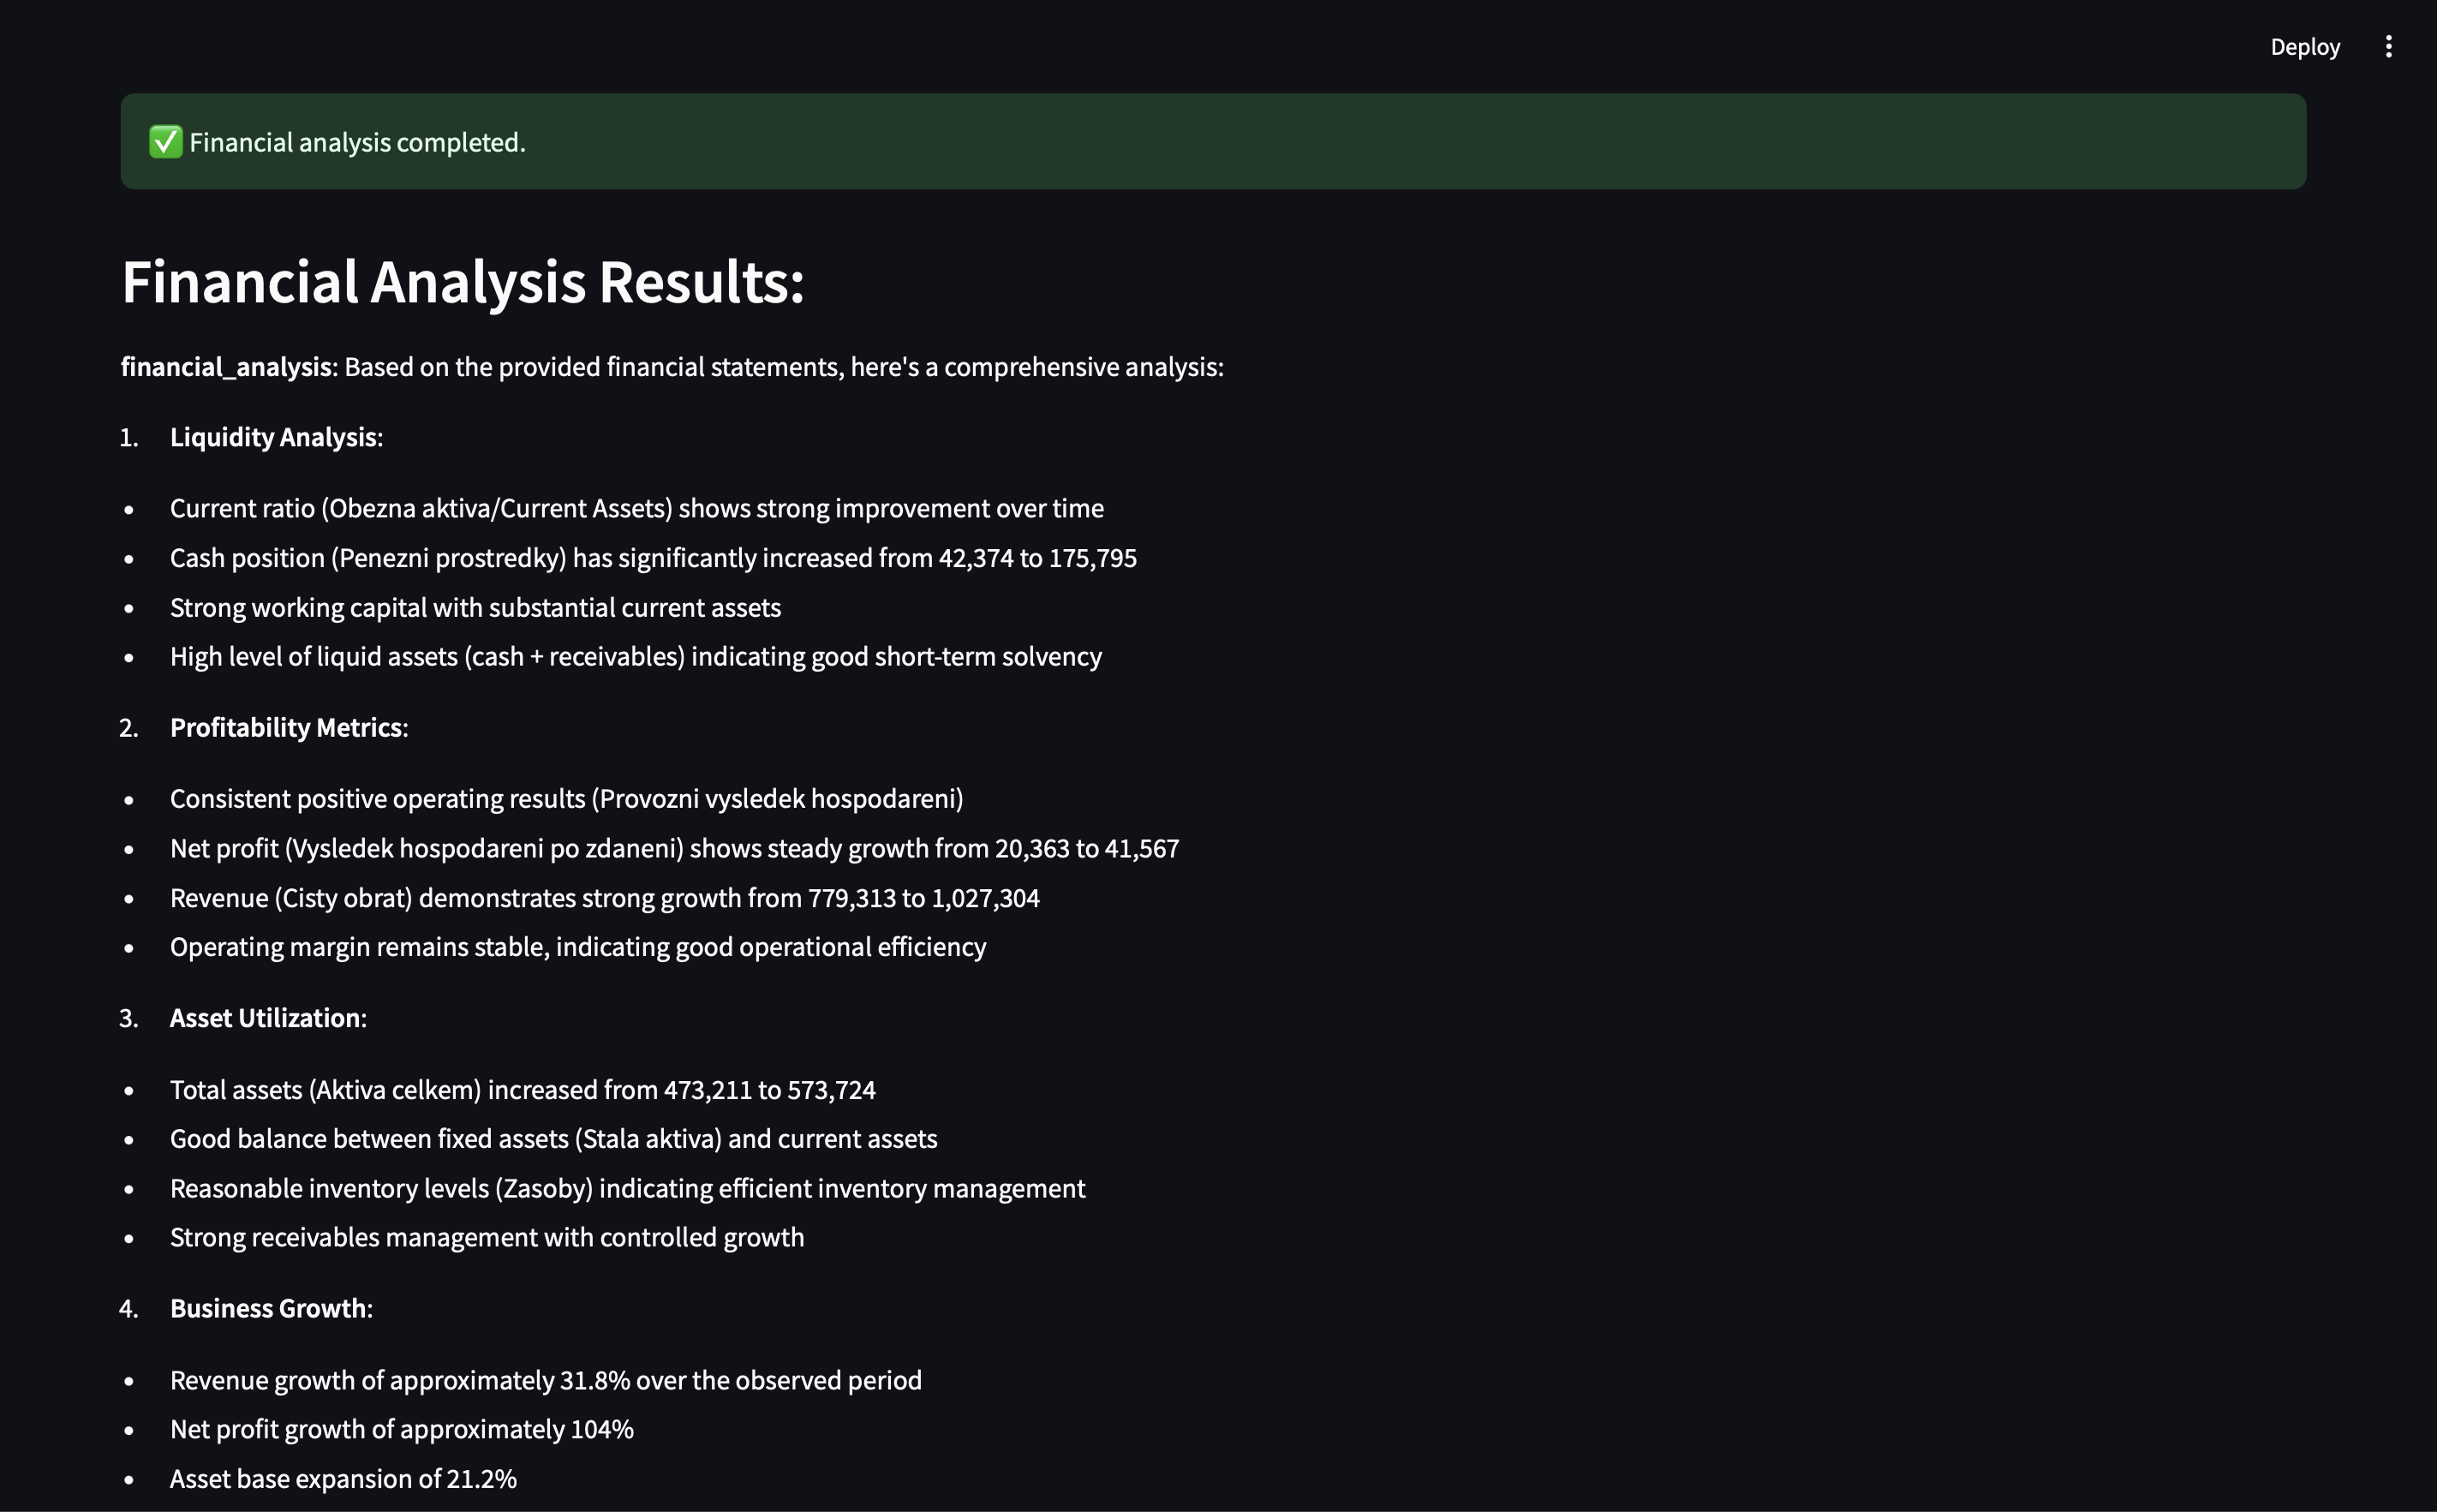 Deploy
✅ Financial analysis completed.
Financial Analysis Results:
financial_analysis: Based on the provided financial statements, here's a comprehensive analysis:
1. Liquidity Analysis:
• Current ratio (Obezna aktiva/Current Assets) shows strong improvement over time
• Cash position (Penezni prostredky) has significantly increased from 42,374 to 175,795
• Strong working capital with substantial current assets
• High level of liquid assets (cash + receivables) indicating good short-term solvency
2. Profitability Metrics:
• Consistent positive operating results (Provozni vysledek hospodareni)
• Net profit (Vysledek hospodareni po zdaneni) shows steady growth from 20,363 to 41,567
• Revenue (Cisty obrat) demonstrates strong growth from 779,313 to 1,027,304
• Operating margin remains stable, indicating good operational efficiency
3. Asset Utilization:
• Total assets (Aktiva celkem) increased from 473,211 to 573,724
• Good balance between fixed assets (Stala aktiva) and current assets
• Reasonable inventory levels (Zasoby) indicating efficient inventory management
• Strong receivables management with controlled growth
4. Business Growth:
• Revenue growth of approximately 31.8% over the observed period
• Net profit growth of approximately 104%
• Asset base expansion of 21.2%